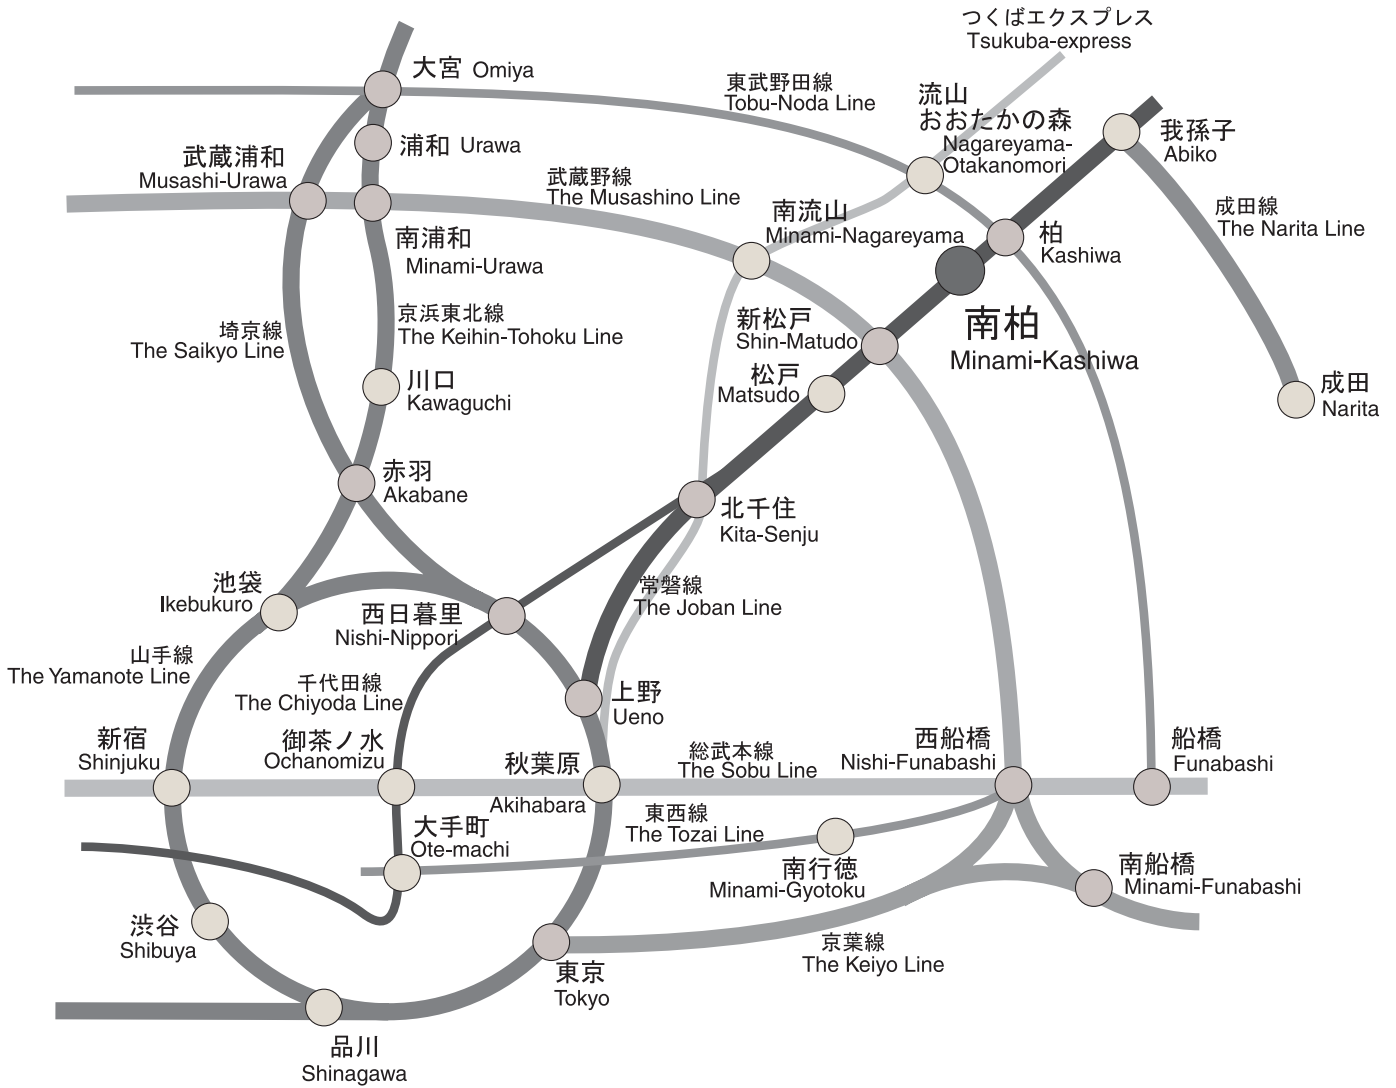 つくばエクスプレス
Tsukuba-express
大宮 Omiya
東武野田線
Tobu-Noda Line
流山
おおたかの森
Nagareyama-
Otakanomori
我孫子
Abiko
浦和 Urawa
武蔵浦和
Musashi-Urawa
武蔵野線
The Musashino Line
南流山
Minami-Nagareyama
柏
Kashiwa
成田線
The Narita Line
南浦和
Minami-Urawa
京浜東北線
The Keihin-Tohoku Line
埼京線
The Saikyo Line
新松戸
Shin-Matudo
南柏
Minami-Kashiwa
松戸
Matsudo
川口
Kawaguchi
成田
Narita
赤羽
Akabane
北千住
Kita-Senju
池袋
Ikebukuro
西日暮里
Nishi-Nippori
常磐線
The Joban Line
山手線
The Yamanote Line
千代田線
The Chiyoda Line
上野
Ueno
新宿
Shinjuku
御茶ノ水
Ochanomizu
秋葉原
Akihabara
総武本線
The Sobu Line
西船橋
Nishi-Funabashi
船橋
Funabashi
大手町
Ote-machi
東西線
The Tozai Line
南行徳
Minami-Gyotoku
南船橋
Minami-Funabashi
渋谷
Shibuya
東京
Tokyo
京葉線
The Keiyo Line
品川
Shinagawa